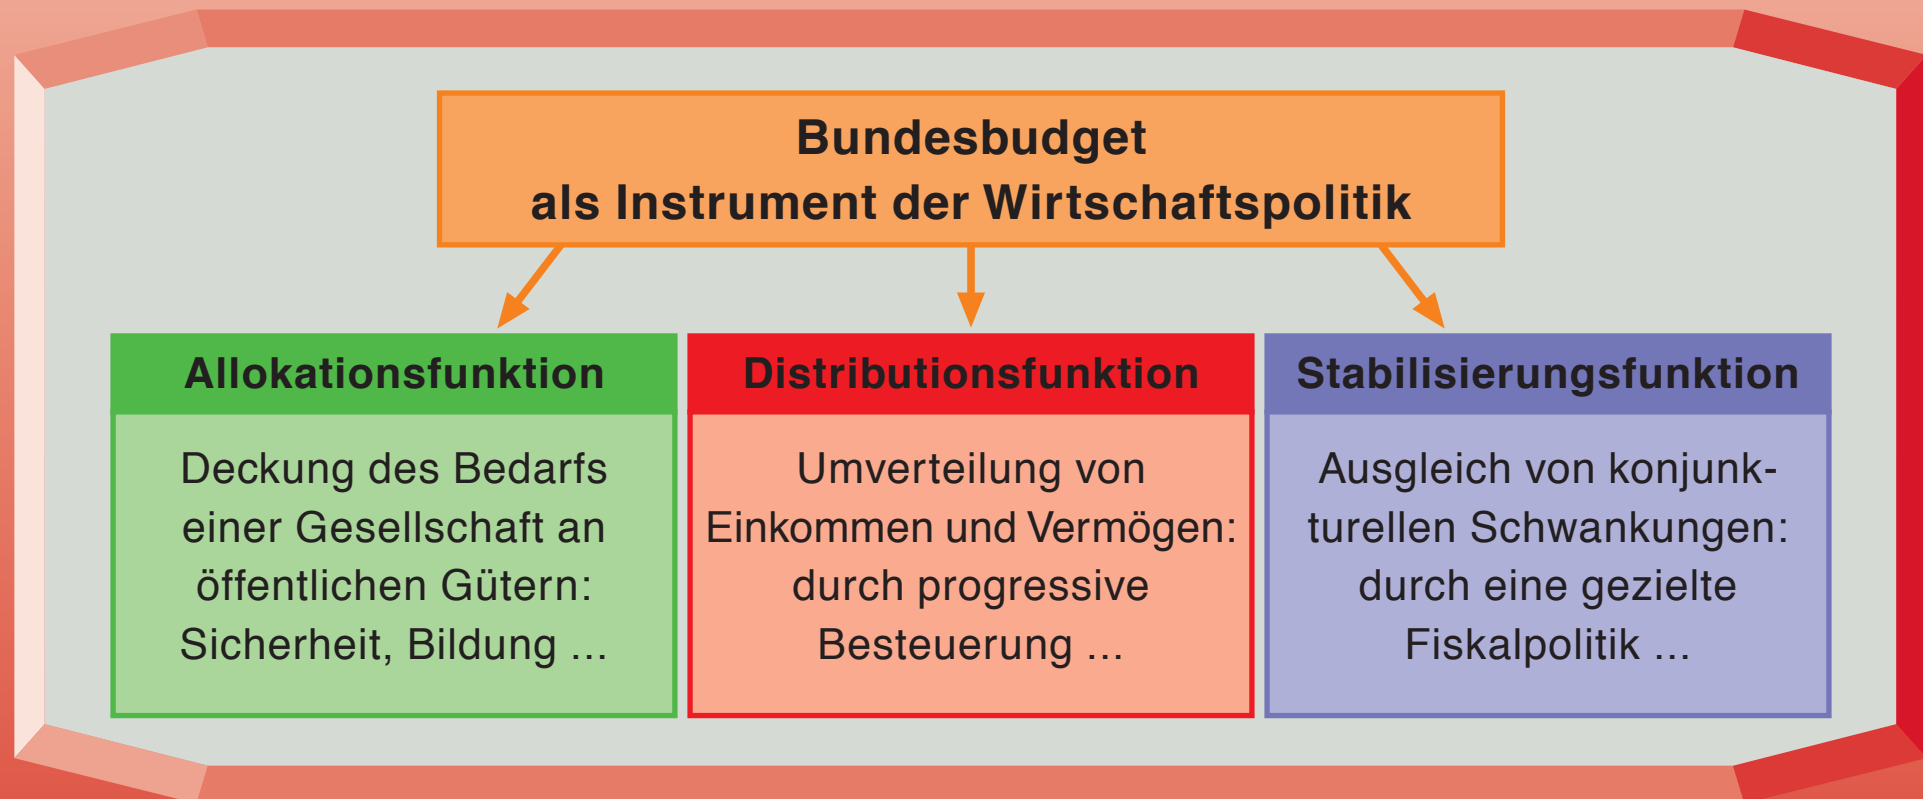 Bundesbudget
als Instrument der Wirtschaftspolitik
Allokationsfunktion
Deckung des Bedarfs
einer Gesellschaft an
öffentlichen Gütern:
Sicherheit, Bildung ...
Distributionsfunktion
Umverteilung von
Einkommen und Vermögen:
durch progressive
Besteuerung ...
Stabilisierungsfunktion
Ausgleich von konjunk-
turellen Schwankungen:
durch eine gezielte
Fiskalpolitik ...